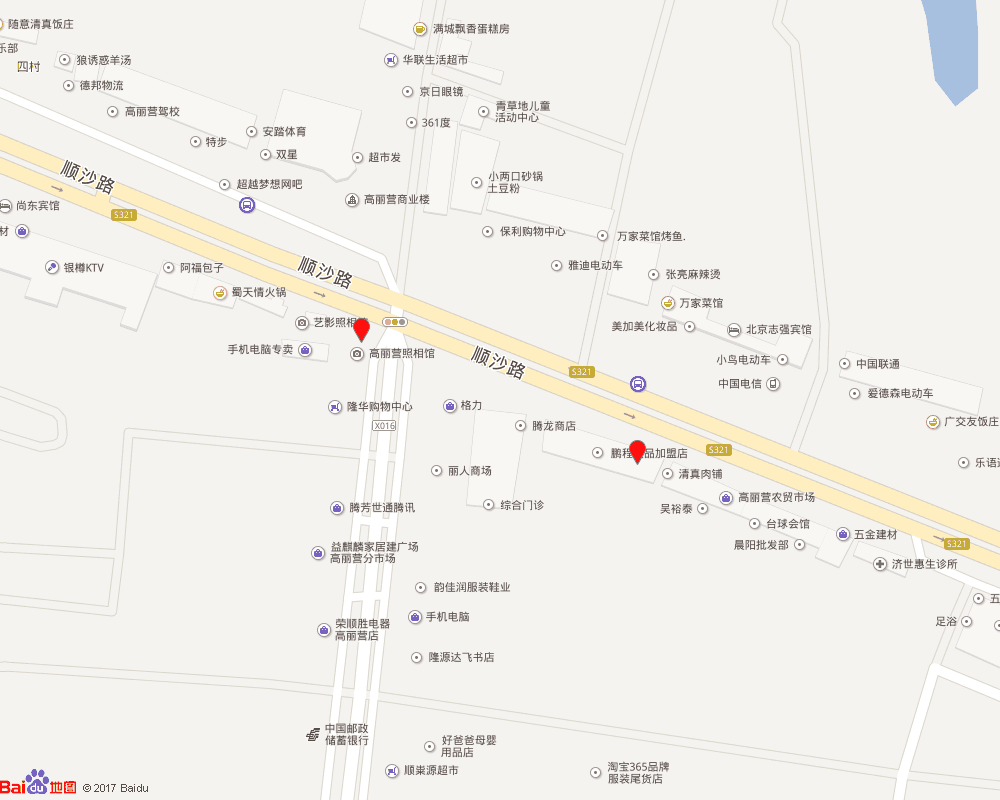 随意清真饭庄
满城飘香蛋糕房
乐部
四村
狼诱惑羊汤
华联生活超市
德邦物流
京日眼镜
高丽营驾校
青草地儿童
活动中心
361度
安踏体育
特步
双星
超市发
顺沙路
超越梦想网吧
小两口砂锅
土豆粉
高丽营商业楼
尚东宾馆
S321
材
保利购物中心
万家菜馆烤鱼.
银樽KTV
阿福包子
顺沙路
雅迪电动车
张亮麻辣烫
蜀天情火锅
万家菜馆
艺影照相馆
美加美化妆品
北京志强宾馆
手机电脑专卖
高丽营照相馆
顺沙路
小鸟电动车
中国联通
S321
中国电信
爱德森电动车
隆华购物中心
格力
X016
腾龙商店
广交友饭庄
鹏程
品加盟店
S321
乐语通
丽人商场
清真肉铺
高丽营农贸市场
综合门诊
吴裕泰
腾芳世通腾讯
台球会馆
五金建材
晨阳批发部
S321
益麒麟家居建广场
高丽营分市场
济世惠生诊所
韵佳润服装鞋业
五
手机电脑
足浴
荣顺胜电器
高丽营店
隆源达飞书店
中国邮政
储蓄银行
好爸爸母婴
用品店
顺粜源超市
淘宝365品牌
服装尾货店
Bai du 地图 © 2017 Baidu